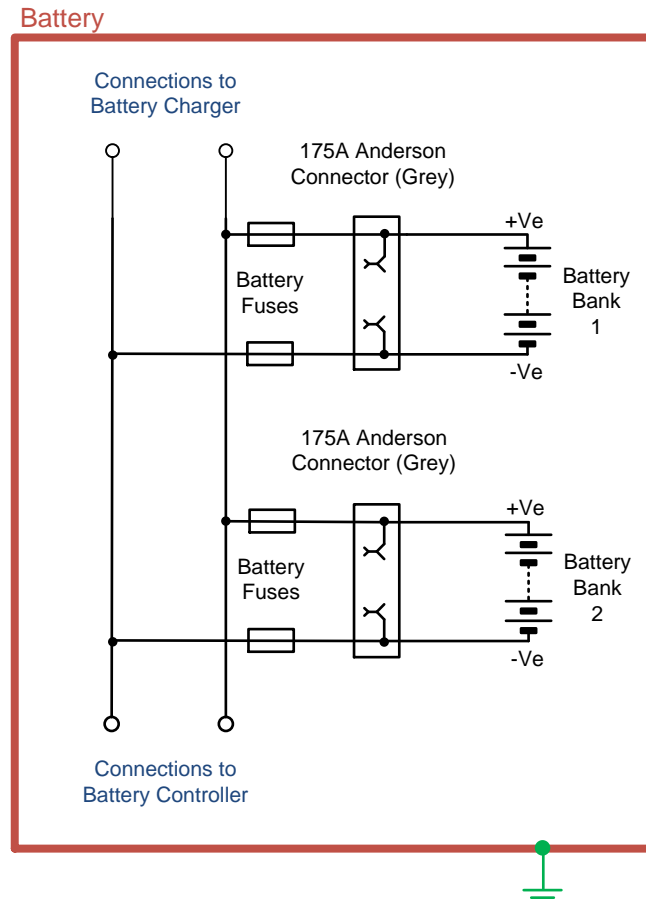 Battery
Connections to
Battery Charger
175A Anderson
Connector (Grey)
+Ve
Battery
Fuses
Battery
Bank
1
-Ve
175A Anderson
Connector (Grey)
+Ve
Battery
Fuses
Battery
Bank
2
-Ve
Connections to
Battery Controller